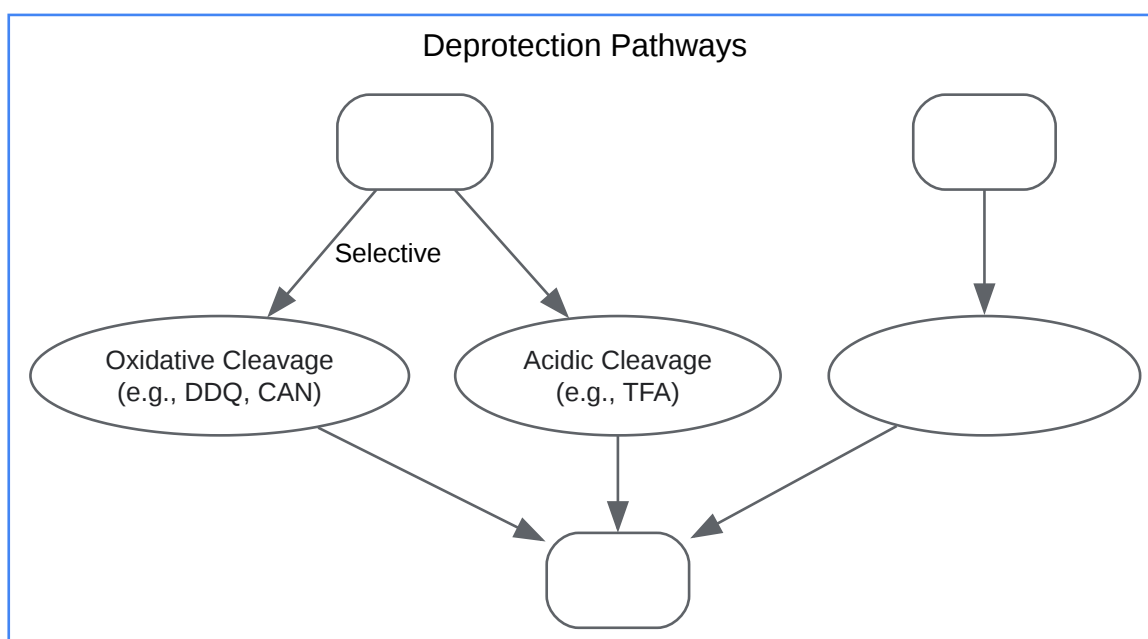 Deprotection Pathways
Selective
Oxidative Cleavage
(e.g., DDQ, CAN)
Acidic Cleavage
(e.g., TFA)